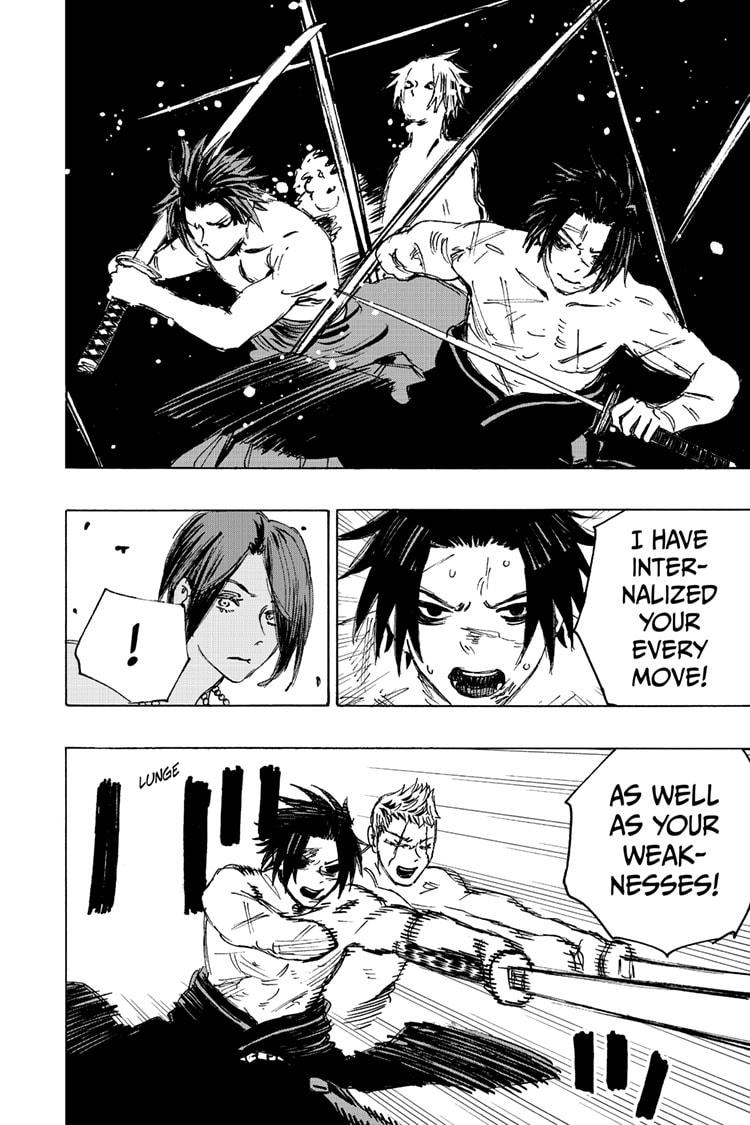 I HAVE
INTER-
NALIZED
YOUR
EVERY
MOVE!
!
LUNGE
AS WELL
AS YOUR
WEAK-
NESSES!